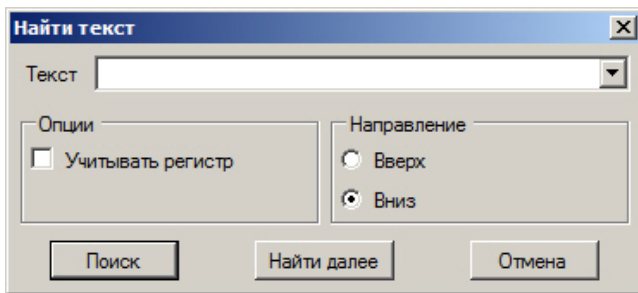 Найти текст
Текст
Опции
Направление
Учитывать регистр
Вверх
Вниз
Поиск
Найти далее
Отмена